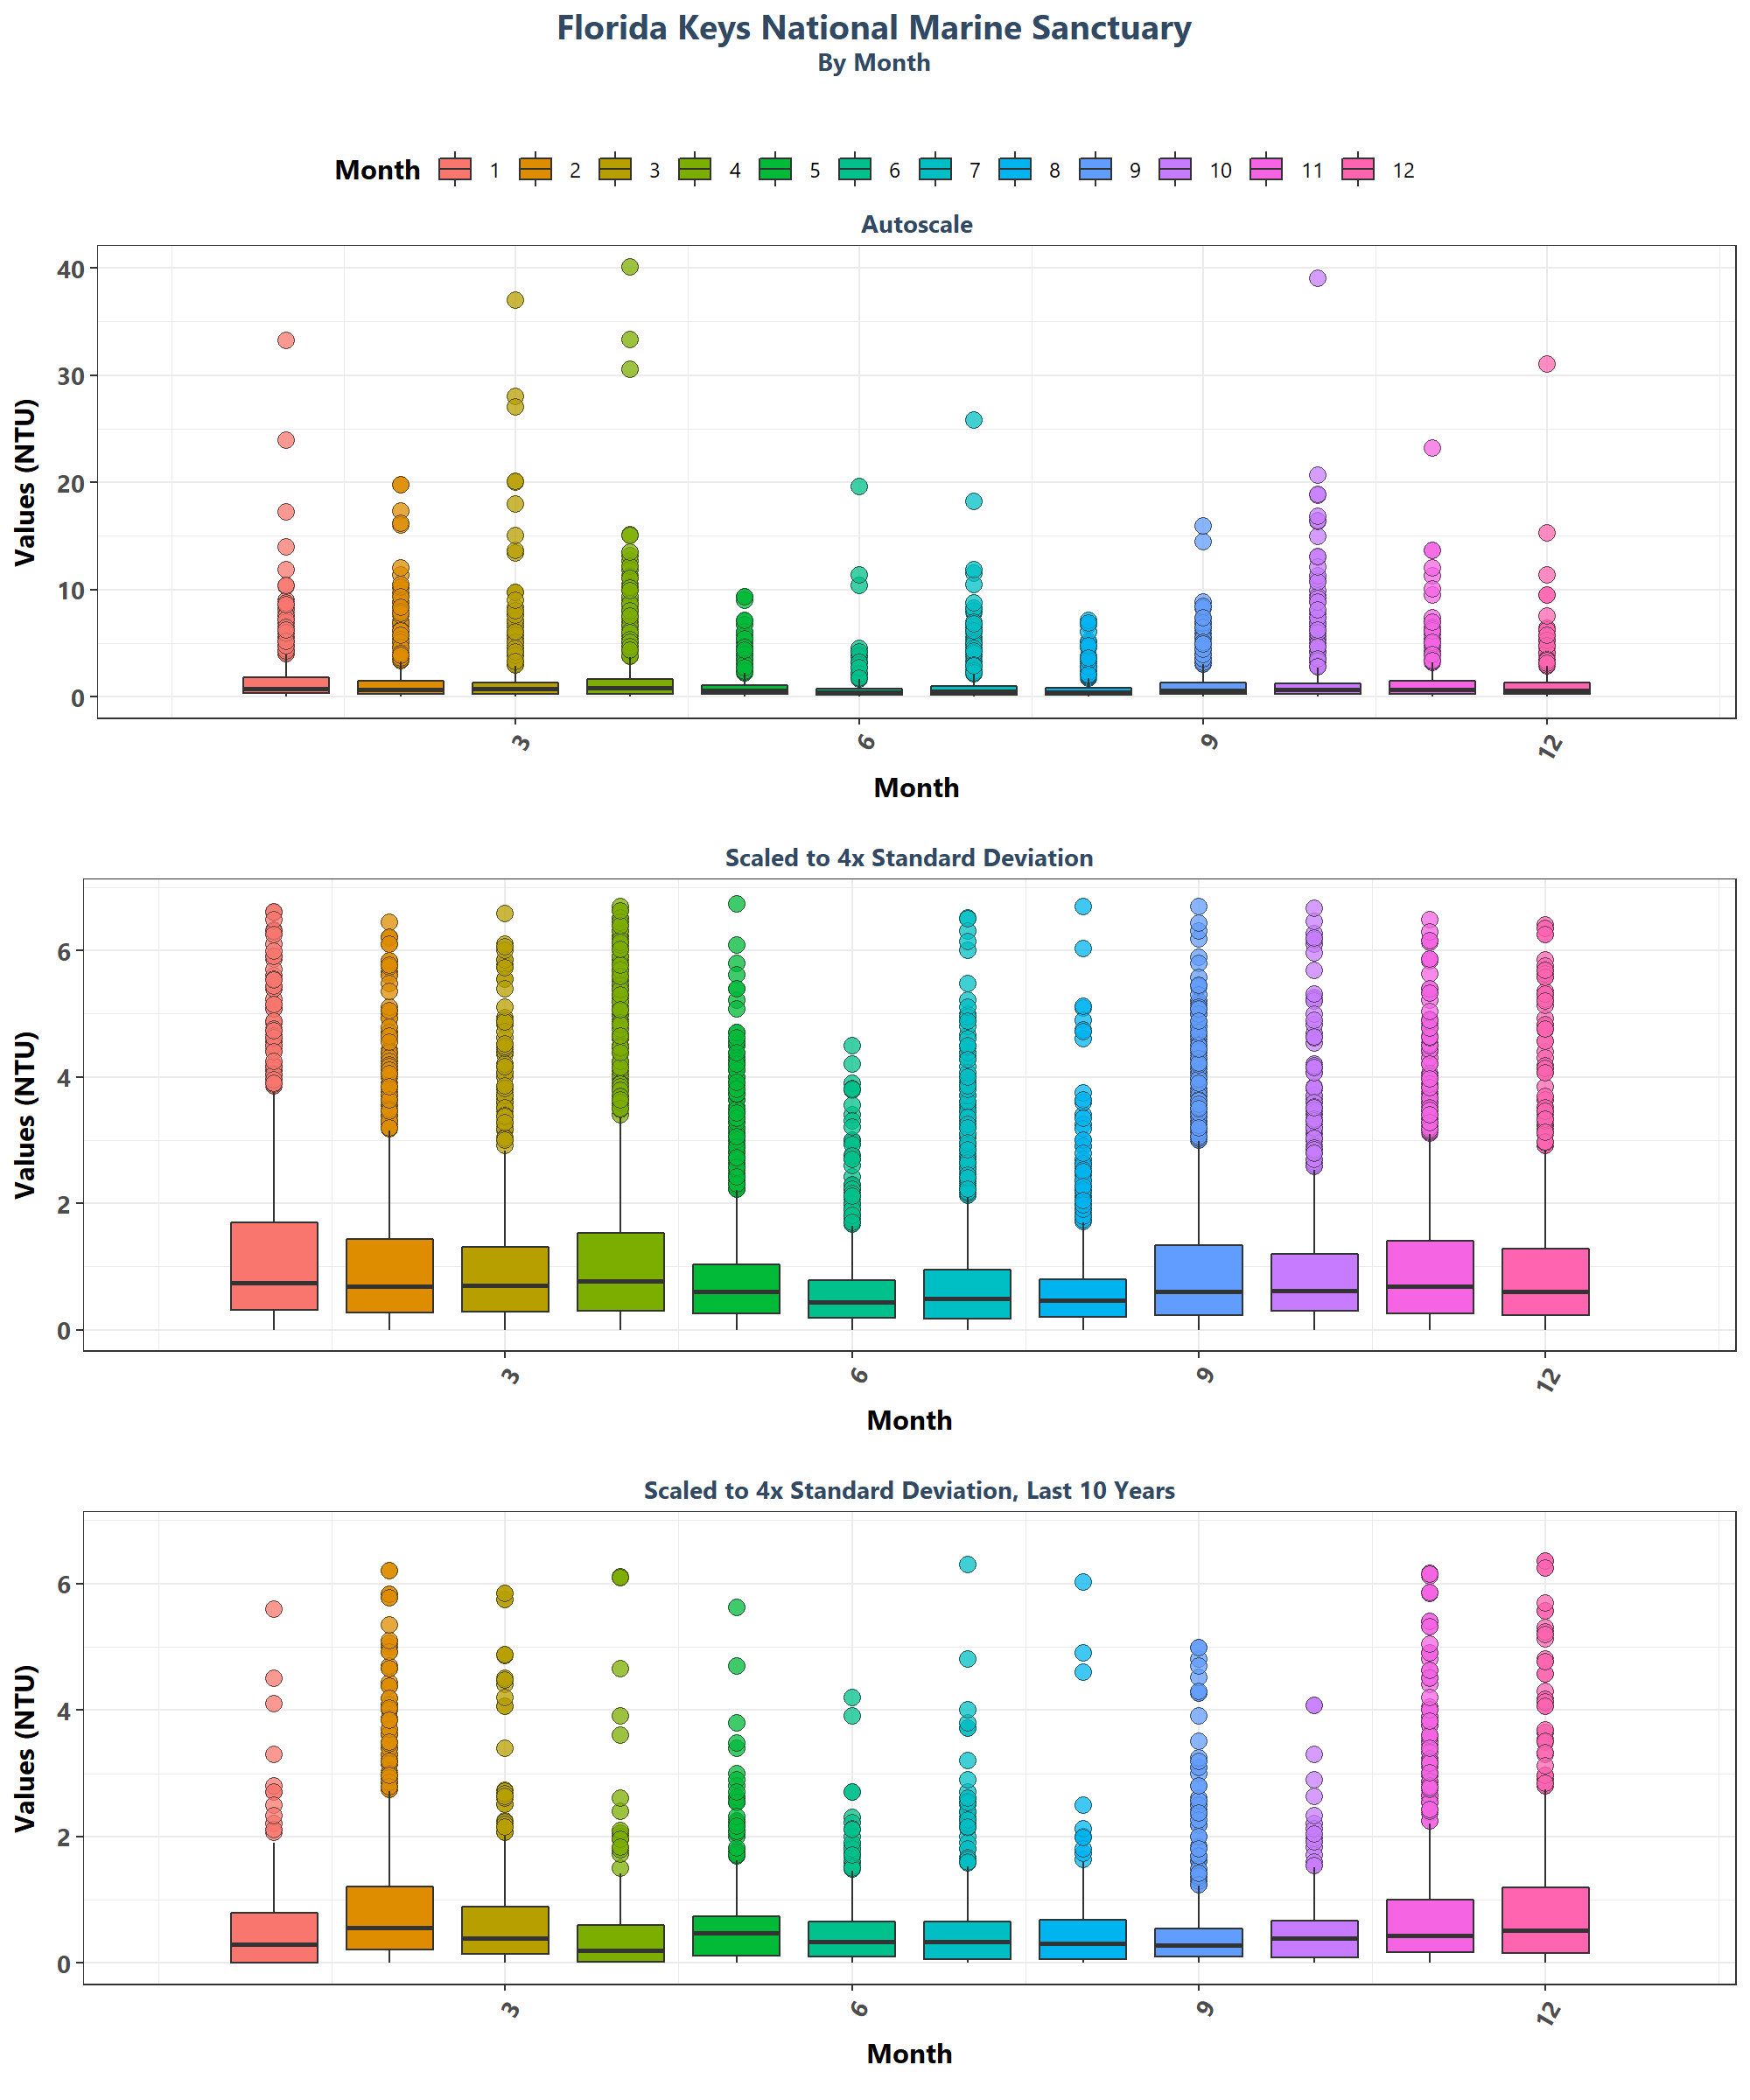 Florida Keys National Marine Sanctuary
By Month
Month 1 2 3 4 5 6 7 8 9 10 11 12
Autoscale
Values (NTU)
40
30
20
10
0
3 6 9 12
Month
Scaled to 4x Standard Deviation
Values (NTU)
6
4
2
0
3 6 9 12
Month
Scaled to 4x Standard Deviation, Last 10 Years
Values (NTU)
6
4
2
0
3 6 9 12
Month